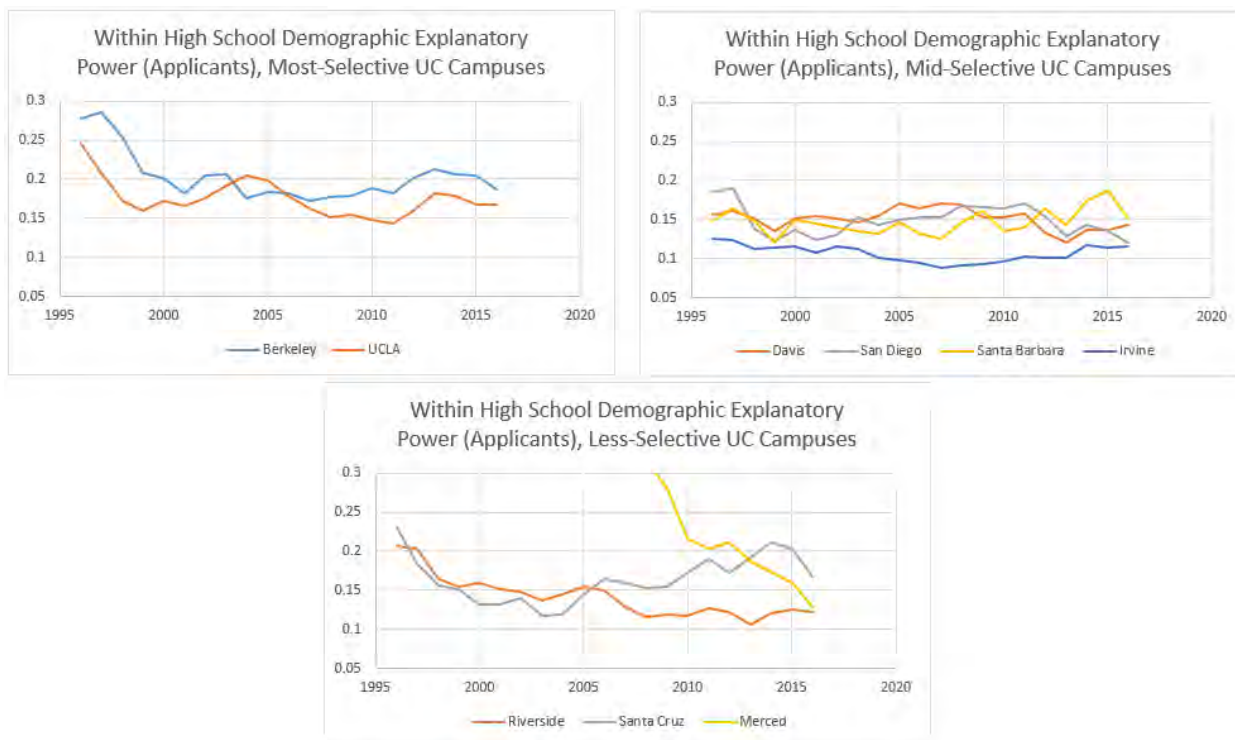 Within High School Demographic Explanatory
Power (Applicants), Most-Selective UC Campuses
0.3
0.25
0.2
0.15
0.1
0.05
1995 2000 2005 2010 2015 2020
Berkeley UCLA
Within High School Demographic Explanatory
Power (Applicants), Mid-Selective UC Campuses
0.3
0.25
0.2
0.15
0.1
0.05
1995 2000 2005 2010 2015 2020
Davis San Diego Santa Barbara Irvine
Within High School Demographic Explanatory
Power (Applicants), Less-Selective UC Campuses
0.3
0.25
0.2
0.15
0.1
0.05
1995 2000 2005 2010 2015 2020
Riverside Santa Cruz Merced